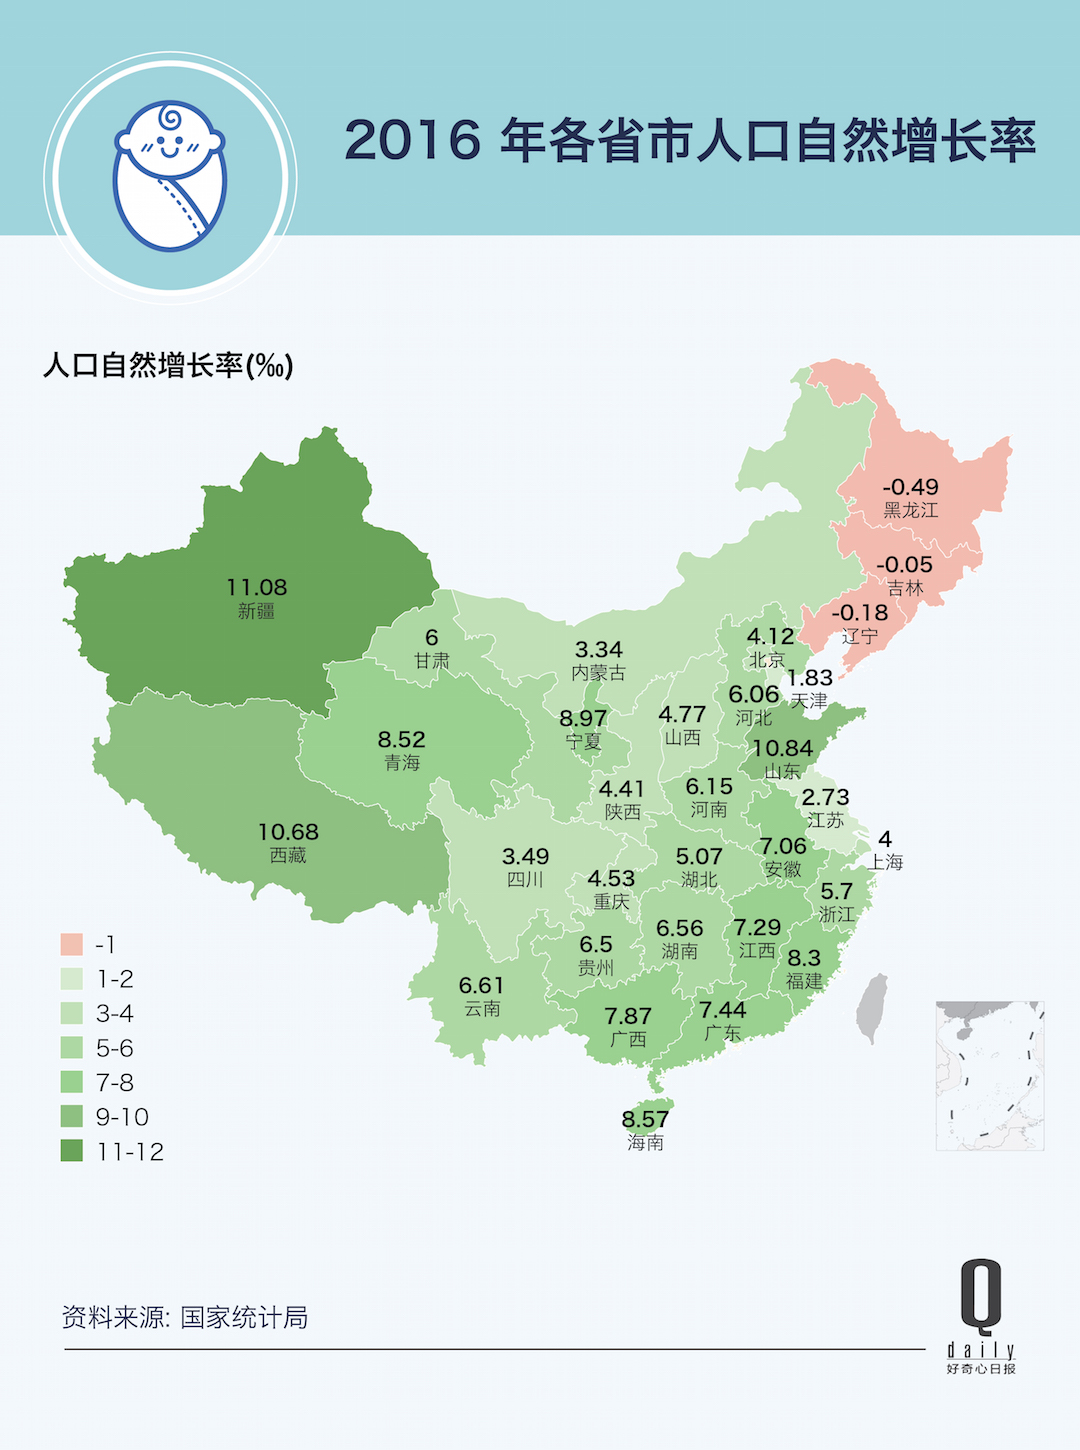 2016 年各省市人口自然增长率
人口自然增长率(‰)
-0.49
黑龙江
-0.05
吉林
-0.18
辽宁
11.08
新疆
6
甘肃
3.34
内蒙古
4.12
北京
1.83
天津
6.06
河北
8.97
宁夏
4.77
山西
8.52
青海
10.84
山东
4.41
陕西
6.15
河南
2.73
江苏
10.68
西藏
4
上海
3.49
四川
5.07
湖北
7.06
安徽
4.53
重庆
5.7
浙江
6.56
湖南
7.29
江西
6.5
贵州
8.3
福建
6.61
云南
7.87
广西
7.44
广东
8.57
海南
-1
1-2
3-4
5-6
7-8
9-10
11-12
资料来源: 国家统计局
Q
daily
好奇心日报